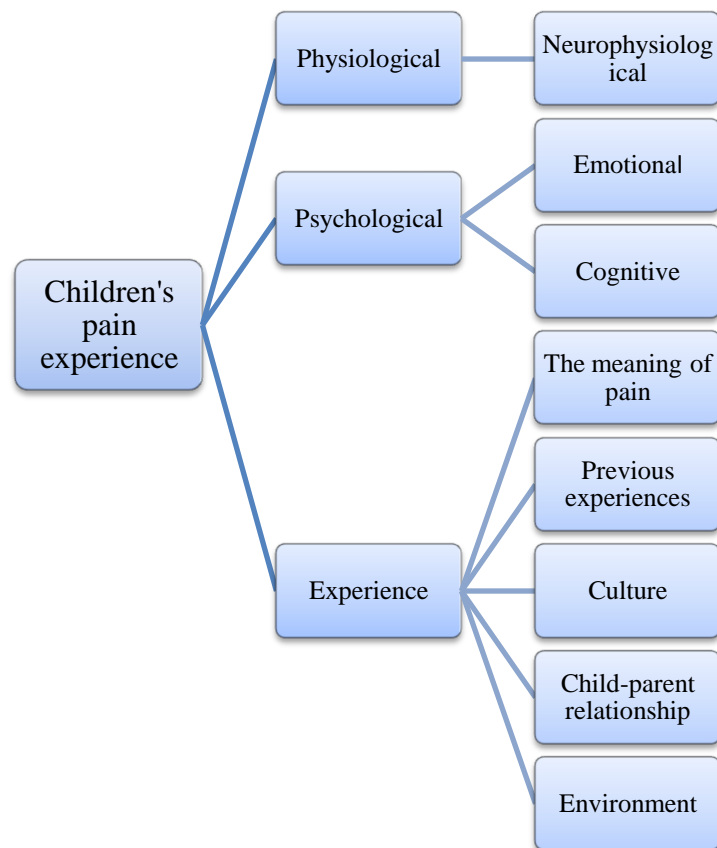 Physiological
Neurophysiolog
ical
Psychological
Emotional
Cognitive
Children's
pain
experience
The meaning of
pain
Previous
experiences
Experience
Culture
Child-parent
relationship
Environment